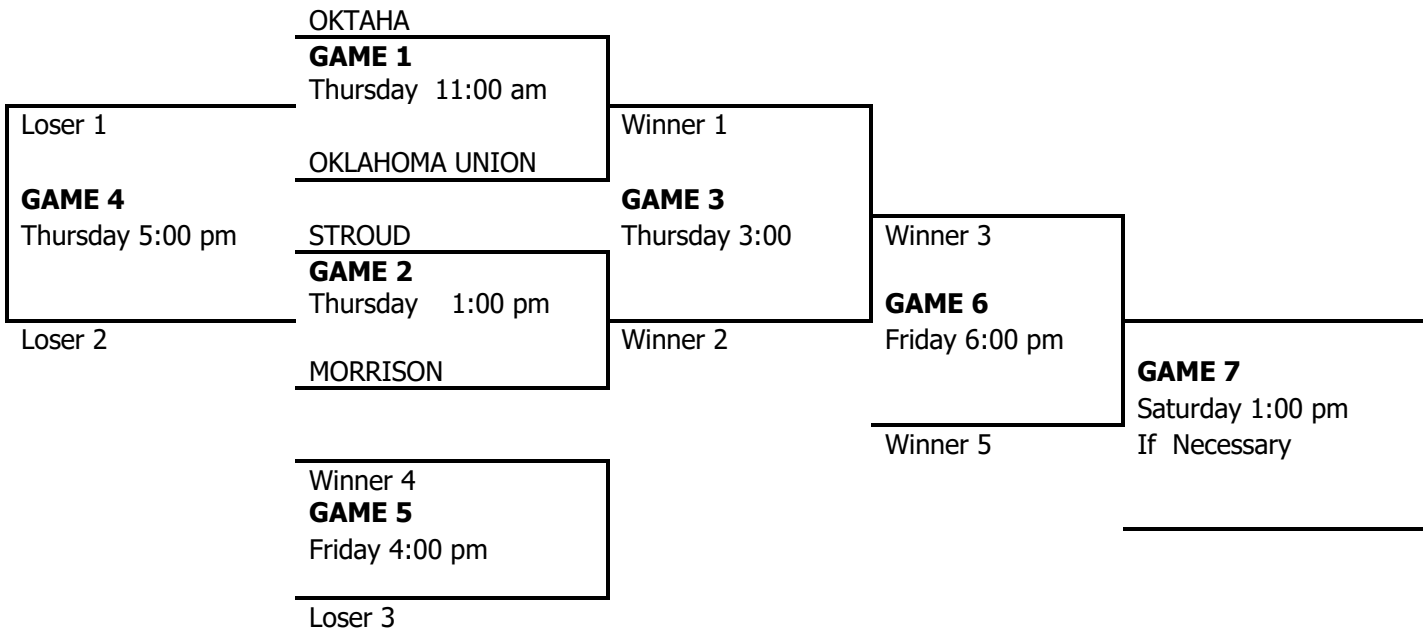 OKTAHA
GAME 1
Thursday 11:00 am
Loser 1
Winner 1
OKLAHOMA UNION
GAME 4
GAME 3
Thursday 5:00 pm
STROUD
Thursday 3:00
Winner 3
GAME 2
Thursday 1:00 pm
GAME 6
Loser 2
Winner 2
Friday 6:00 pm
MORRISON
GAME 7
Saturday 1:00 pm
Winner 5
If Necessary
Winner 4
GAME 5
Friday 4:00 pm
Loser 3